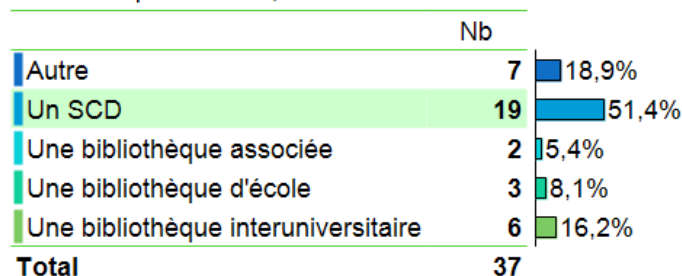 Nb
Autre 7 18,9%
Un SCD 19 51,4%
Une bibliothèque associée 2 5,4%
Une bibliothèque d'école 3 8,1%
Une bibliothèque interuniversitaire 6 16,2%
Total 37